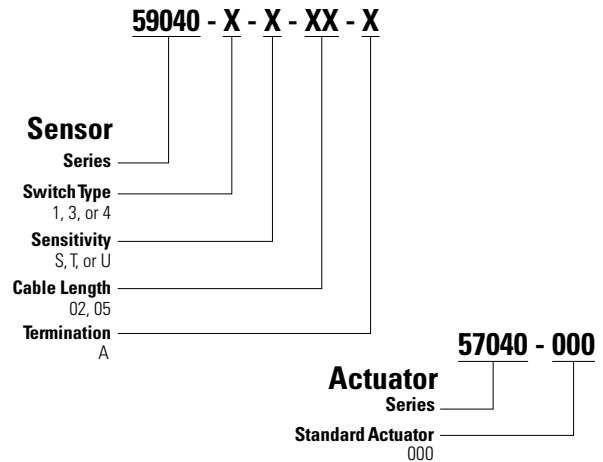 59040 - X - X - XX - X
Sensor
Series
Switch Type
1, 3, or 4
Sensitivity
S, T, or U
Cable Length
02, 05
Termination
A
57040 - 000
Actuator
Series
Standard Actuator
000